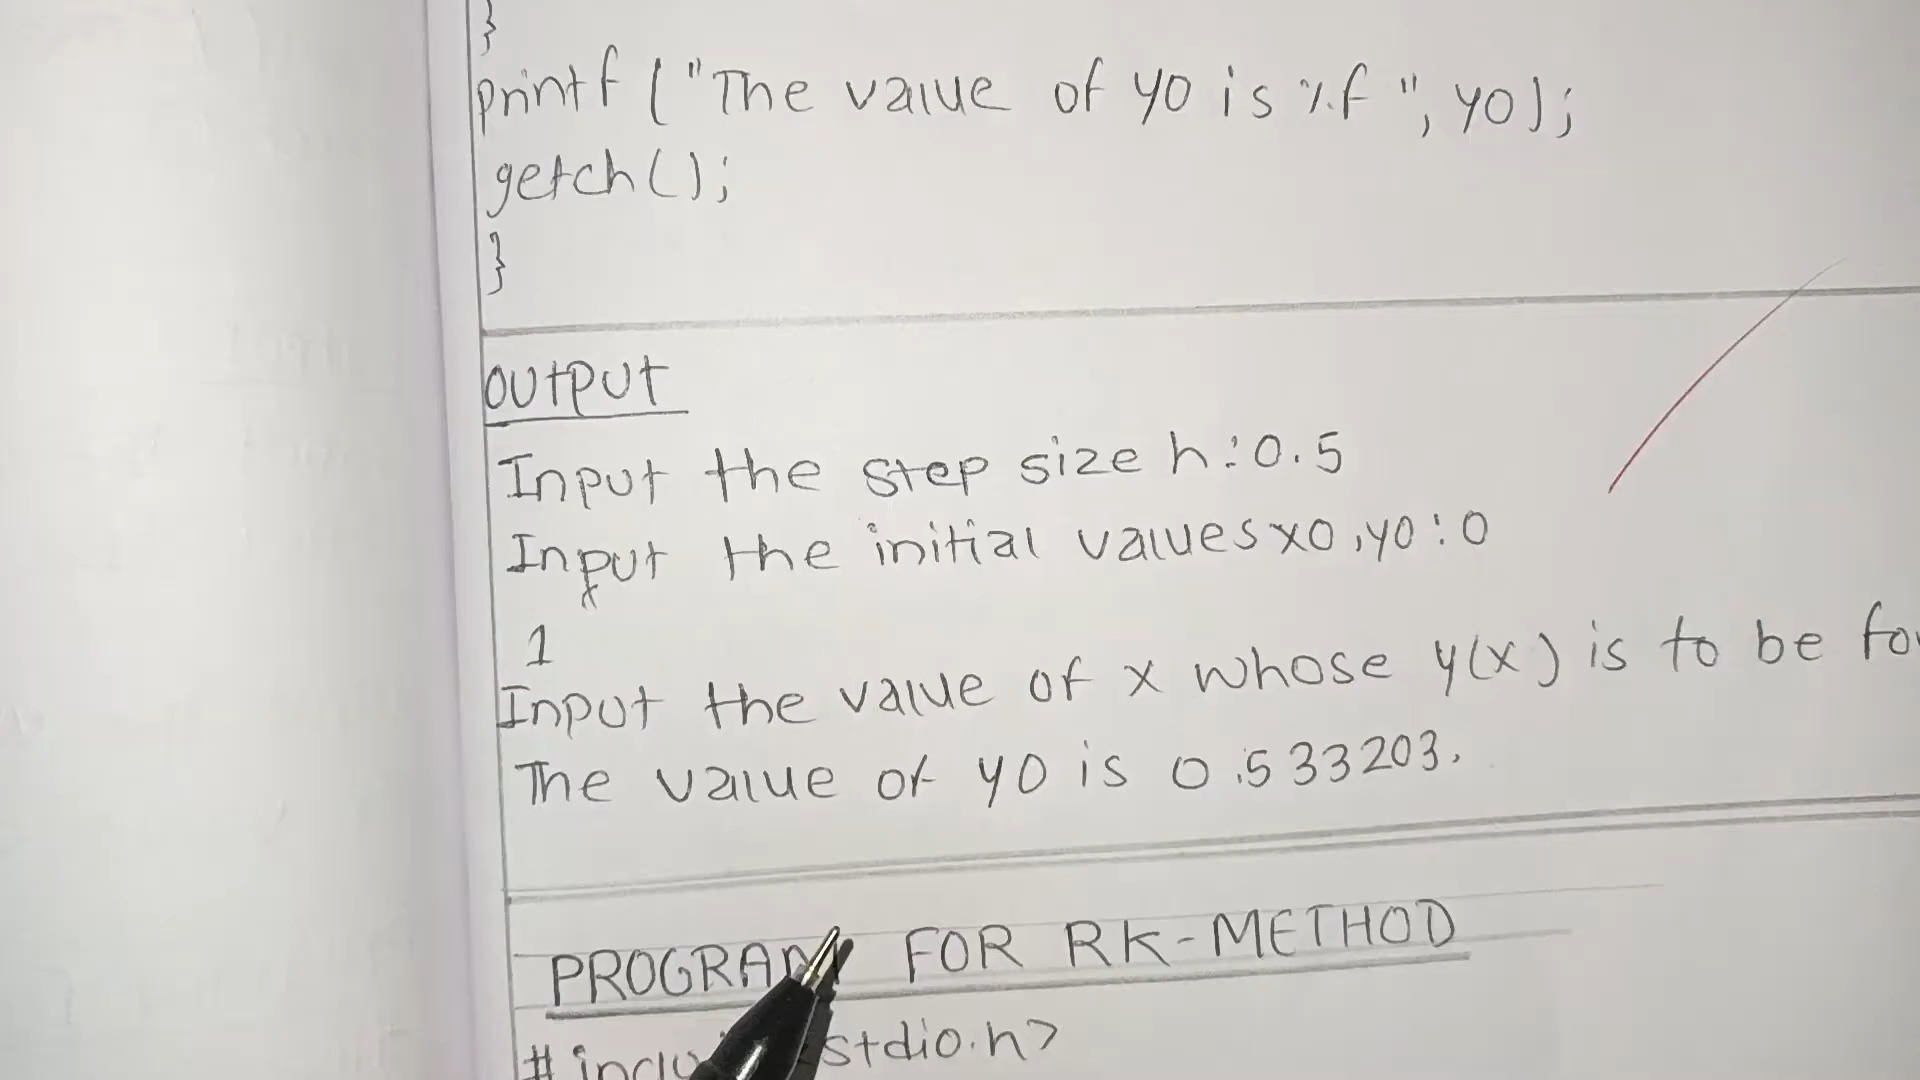 }
printf ("The value of y0 is %f ", y0);
getch();
}
OUTPUT
Input the step size h:0.5
Input the initial values x0,y0:0
1
Input the value of x whose y(x) is to be
The value of y0 is 0.533203.
PROGRAM FOR RK-METHOD
stdio.h>